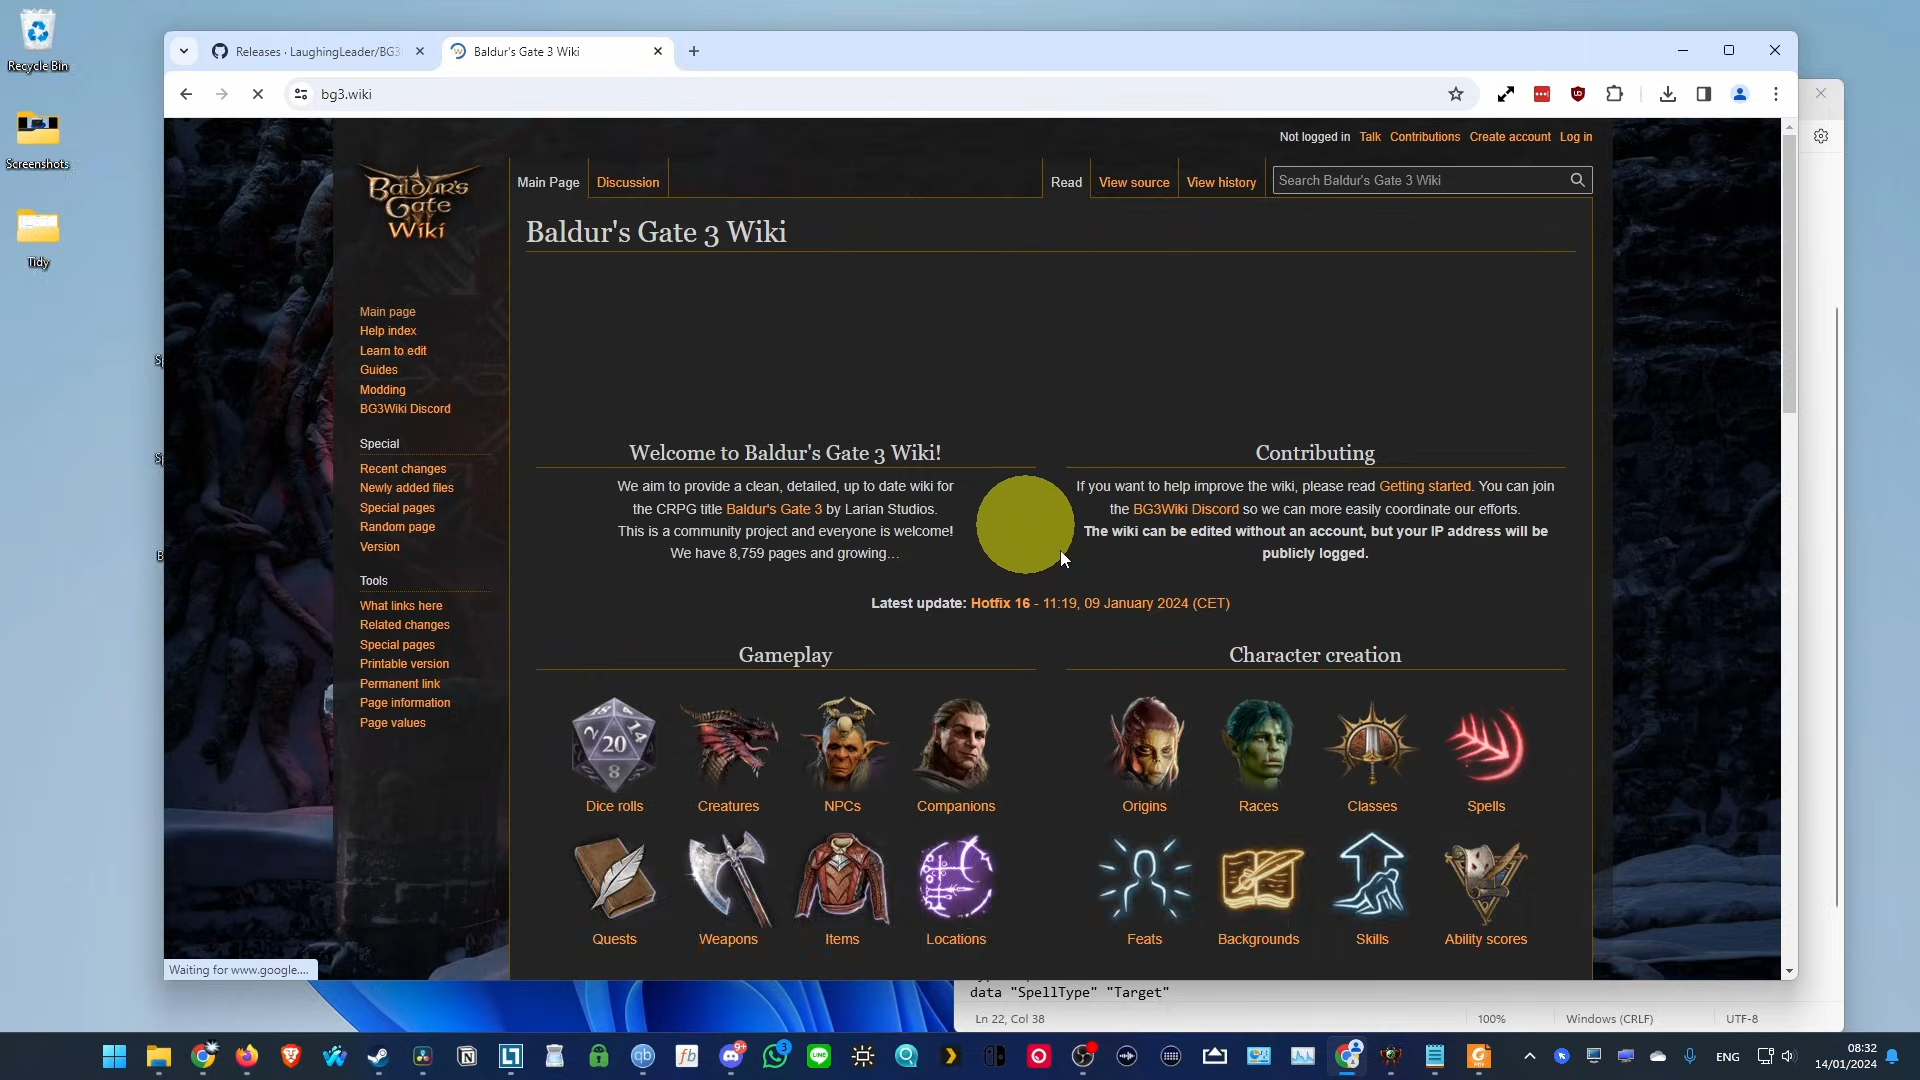 Recycle Bin
Screenshots
Tidy
Releases · LaughingLeader/BG3
Baldur's Gate 3 Wiki
bg3.wiki
Not logged in Talk Contributions Create account Log in
Baldur's
Gate
Wiki
Main Page Discussion Read View source View history Search Baldur's Gate 3 Wiki
Baldur's Gate 3 Wiki
Main page
Help index
Learn to edit
Guides
Modding
BG3Wiki Discord
Special
Recent changes
Newly added files
Special pages
Random page
Version
Tools
What links here
Related changes
Special pages
Printable version
Permanent link
Page information
Page values
Welcome to Baldur's Gate 3 Wiki!
We aim to provide a clean, detailed, up to date wiki for
the CRPG title Baldur's Gate 3 by Larian Studios.
This is a community project and everyone is welcome!
We have 8,759 pages and growing…
Contributing
If you want to help improve the wiki, please read Getting started. You can join
the BG3Wiki Discord so we can more easily coordinate our efforts.
The wiki can be edited without an account, but your IP address will be
publicly logged.
Latest update: Hotfix 16 - 11:19, 09 January 2024 (CET)
Gameplay
20
8
14
Dice rolls Creatures NPCs Companions
Quests Weapons Items Locations
Character creation
Origins Races Classes Spells
Feats Backgrounds Skills Ability scores
Waiting for www.google....
data "SpellType" "Target"
Ln 22, Col 38 100% Windows (CRLF) UTF-8
ENG
08:32
14/01/2024